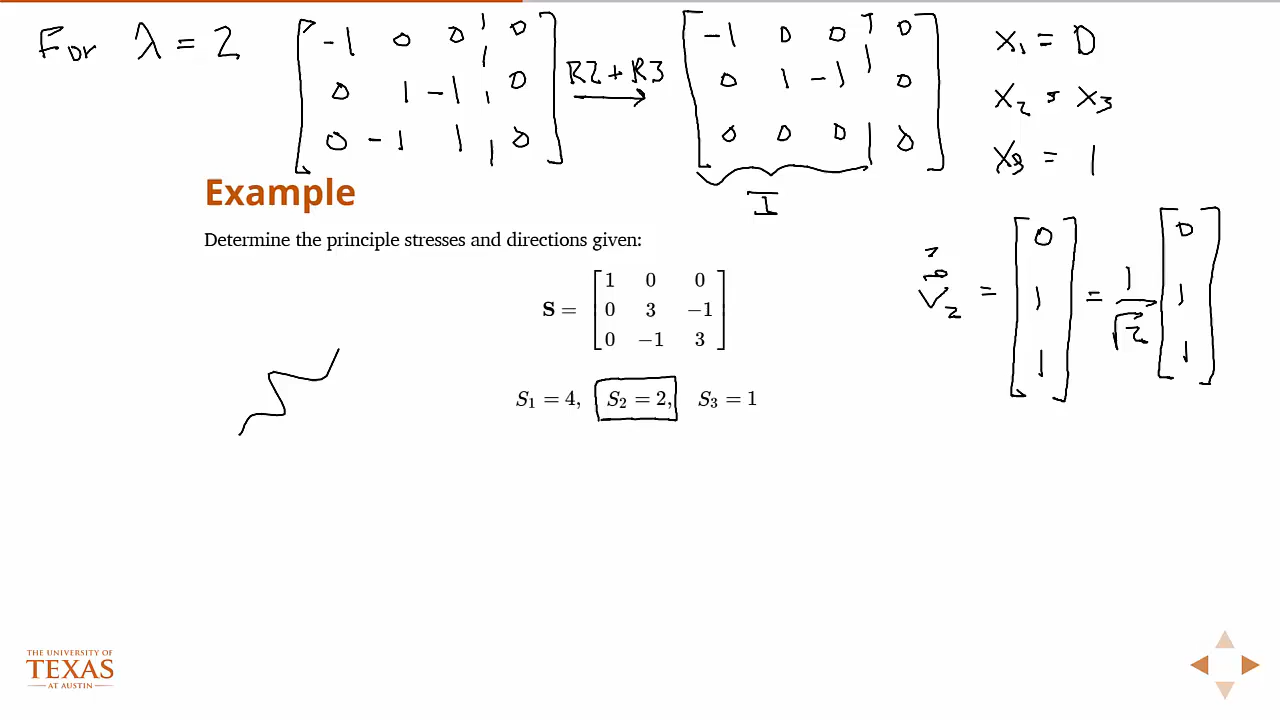 For λ = 2 [ -1 0 0 | 0 ] [ -1 0 0 | 0 ] x₁ = 0
[ 0 1 -1 | 0 ] R2 + R3 → [ 0 1 -1 | 0 ] x₂ = x₃
[ 0 -1 1 | 0 ] [ 0 0 0 | 0 ] x₃ = 1
I
Example
Determine the principle stresses and directions given:
S = [ 1 0 0 ]
[ 0 3 −1 ]
[ 0 −1 3 ]
S₁ = 4, S₂ = 2, S₃ = 1
V₂ = [ 0 1 1 ] = 1/√2 [ 0 1 1 ]
THE UNIVERSITY OF
TEXAS
AT AUSTIN